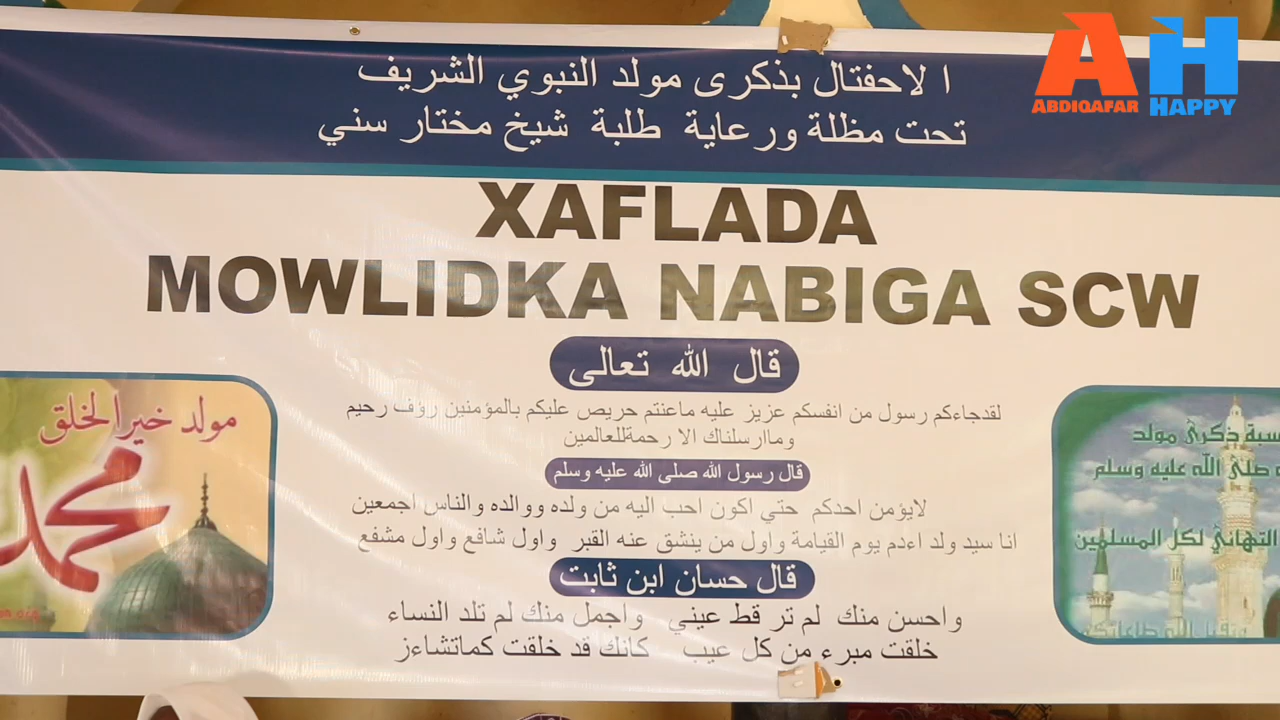 ا لاحفتال بذكرى مولد النبوي الشريف
تحت مظلة ورعاية طلبة شيخ مختار سني
AH
ABDIQAFAR HAPPY
XAFLADA
MOWLIDKA NABIGA SCW
قال الله تعالى
لقدجاءكم رسول من انفسكم عزيز عليه ماعنتم حريص عليكم بالمؤمنين رؤف رحيم
وماارسلناك الا رحمةللعالمين
قال رسول الله صلى الله عليه وسلم
لايؤمن احدكم حتي اكون احب اليه من ولده ووالده والناس اجمعين
انا سيد ولد اءدم يوم القيامة واول من ينشق عنه القبر واول شافع واول مشفع
قال حسان ابن ثابت
واحسن منك لم تر قط عيني واجمل منك لم تلد النساء
خلقت مبرء من كل عيب كانك قد خلقت كماتشاءز
مولد خير الخلق
محمد
ذكرى مولد
صلى الله عليه وسلم
التهاني لكل المسلمين